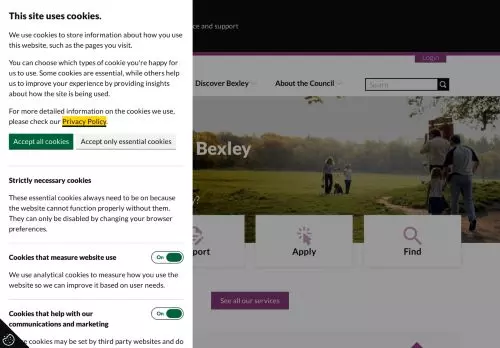 This site uses cookies.
We use cookies to store information about how you use
this website, such as the pages you visit.
You can choose which types of cookie you're happy for
us to use. Some cookies are essential, while others help
us to improve your experience by providing insights
about how the site is being used.
For more detailed information on the cookies we use,
please check our Privacy Policy.
Accept all cookies Accept only essential cookies
Strictly necessary cookies
These essential cookies always need to be on because
the website cannot function properly without them.
They can only be disabled by changing your browser
preferences.
Cookies that measure website use On
We use analytical cookies to measure how you use the
website so we can improve it based on user needs.
Cookies that help with our
communications and marketing On
cookies may be set by third party websites and do
and support
Login
Discover Bexley About the Council Search
Bexley
Apply Find
See all our services